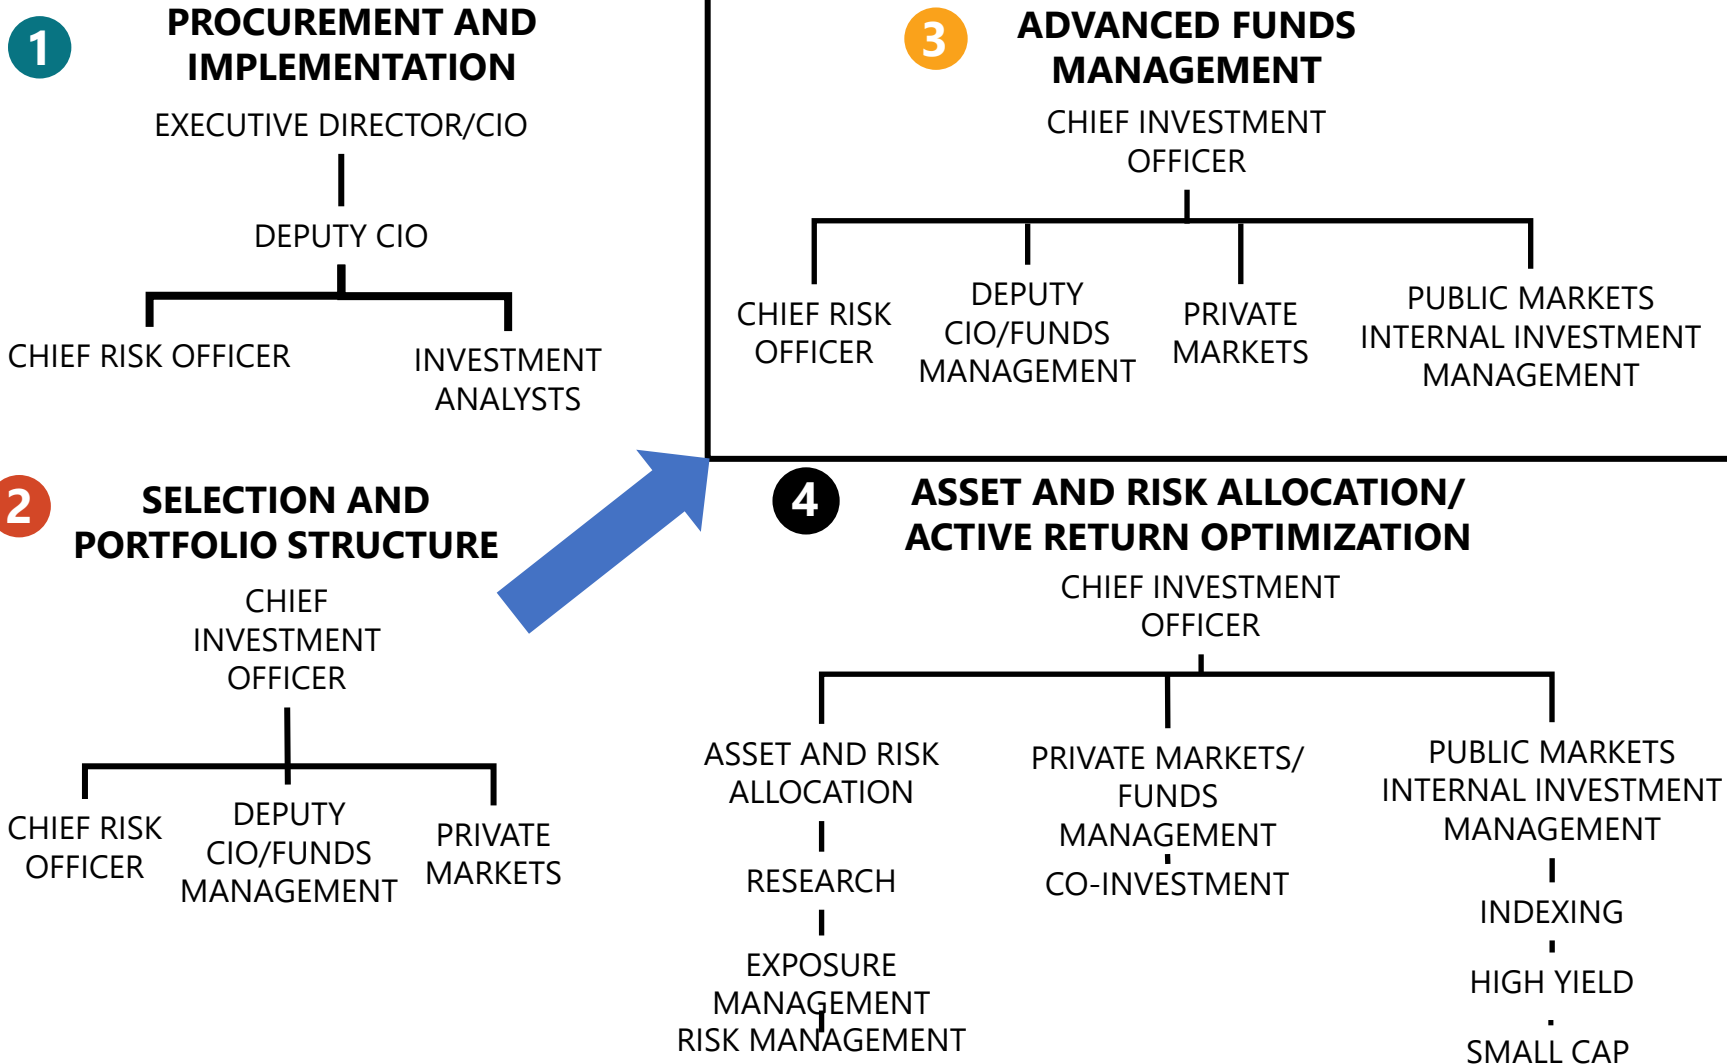 1
PROCUREMENT AND
IMPLEMENTATION
EXECUTIVE DIRECTOR/CIO
DEPUTY CIO
CHIEF RISK OFFICER
INVESTMENT
ANALYSTS
2
SELECTION AND
PORTFOLIO STRUCTURE
CHIEF
INVESTMENT
OFFICER
CHIEF RISK
OFFICER
DEPUTY
CIO/FUNDS
MANAGEMENT
PRIVATE
MARKETS
3
ADVANCED FUNDS
MANAGEMENT
CHIEF INVESTMENT
OFFICER
CHIEF RISK
OFFICER
DEPUTY
CIO/FUNDS
MANAGEMENT
PRIVATE
MARKETS
PUBLIC MARKETS
INTERNAL INVESTMENT
MANAGEMENT
4
ASSET AND RISK ALLOCATION/
ACTIVE RETURN OPTIMIZATION
CHIEF INVESTMENT
OFFICER
ASSET AND RISK
ALLOCATION
RESEARCH
EXPOSURE
MANAGEMENT
RISK MANAGEMENT
PRIVATE MARKETS/
FUNDS
MANAGEMENT
CO-INVESTMENT
PUBLIC MARKETS
INTERNAL INVESTMENT
MANAGEMENT
INDEXING
HIGH YIELD
SMALL CAP